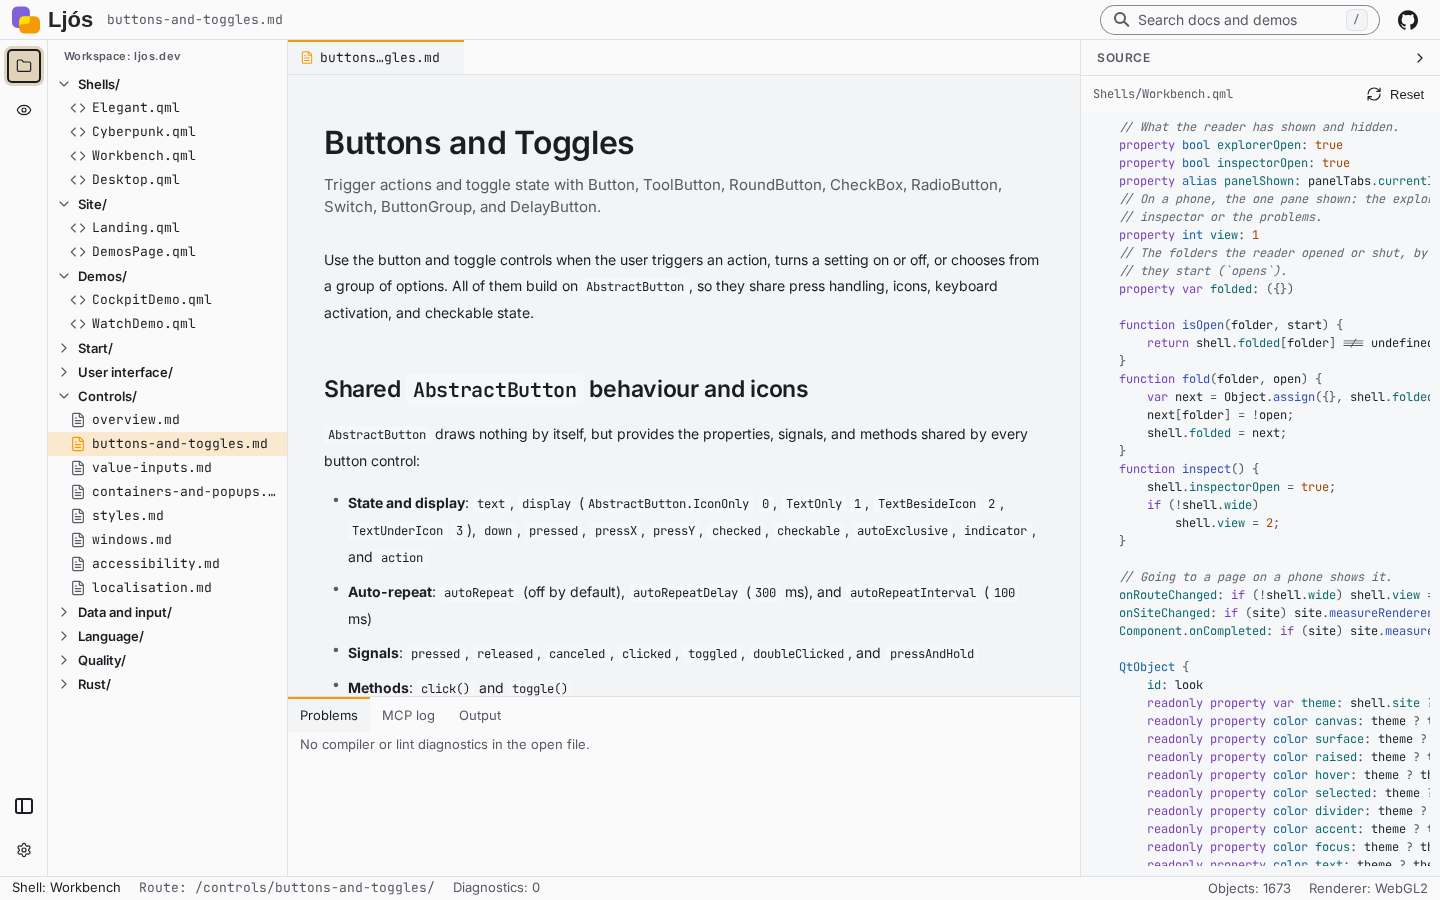 Ljós
buttons-and-toggles.md
Search docs and demos
/
Workspace: ljos.dev
Shells/
Elegant.qml
Cyberpunk.qml
Workbench.qml
Desktop.qml
Site/
Landing.qml
DemosPage.qml
Demos/
CockpitDemo.qml
WatchDemo.qml
Start/
User interface/
Controls/
overview.md
buttons-and-toggles.md
value-inputs.md
containers-and-popups.…
styles.md
windows.md
accessibility.md
localisation.md
Data and input/
Language/
Quality/
Rust/
buttons…gles.md
Buttons and Toggles
Trigger actions and toggle state with Button, ToolButton, RoundButton, CheckBox, RadioButton,
Switch, ButtonGroup, and DelayButton.
Use the button and toggle controls when the user triggers an action, turns a setting on or off, or chooses from
a group of options. All of them build on AbstractButton, so they share press handling, icons, keyboard
activation, and checkable state.
Shared AbstractButton behaviour and icons
AbstractButton draws nothing by itself, but provides the properties, signals, and methods shared by every
button control:
• State and display: text, display (AbstractButton.IconOnly 0, TextOnly 1, TextBesideIcon 2,
TextUnderIcon 3), down, pressed, pressX, pressY, checked, checkable, autoExclusive, indicator,
and action
• Auto-repeat: autoRepeat (off by default), autoRepeatDelay (300 ms), and autoRepeatInterval (100
ms)
• Signals: pressed, released, canceled, clicked, toggled, doubleClicked, and pressAndHold
• Methods: click() and toggle()
Problems
MCP log
Output
No compiler or lint diagnostics in the open file.
SOURCE
Shells/Workbench.qml
Reset
// What the reader has shown and hidden.
property bool explorerOpen: true
property bool inspectorOpen: true
property alias panelShown: panelTabs.currentI
// On a phone, the one pane shown: the explor
// inspector or the problems.
property int view: 1
// The folders the reader opened or shut, by
// they start (`opens`).
property var folded: ({})
function isOpen(folder, start) {
return shell.folded[folder] !== undefined
}
function fold(folder, open) {
var next = Object.assign({}, shell.folded
next[folder] = !open;
shell.folded = next;
}
function inspect() {
shell.inspectorOpen = true;
if (!shell.wide)
shell.view = 2;
}
// Going to a page on a phone shows it.
onRouteChanged: if (!shell.wide) shell.view =
onSiteChanged: if (site) site.measureRenderer
Component.onCompleted: if (site) site.measure
QtObject {
id: look
readonly property var theme: shell.site ?
readonly property color canvas: theme ? t
readonly property color surface: theme ?
readonly property color raised: theme ? t
readonly property color hover: theme ? th
readonly property color selected: theme ?
readonly property color divider: theme ?
readonly property color accent: theme ? t
readonly property color focus: theme ? th
readonly property color text: theme ? the
Shell: Workbench
Route: /controls/buttons-and-toggles/
Diagnostics: 0
Objects: 1673
Renderer: WebGL2